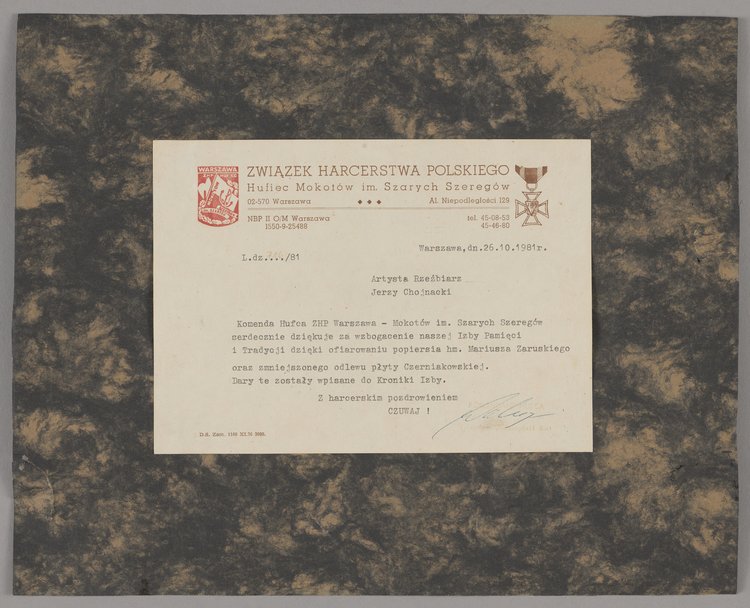 WARSZAWA
ZWIĄZEK HARCERSTWA POLSKIEGO
Hufiec Mokotów im. Szarych Szeregów
02-570 Warszawa
Al. Niepodległości 129
NBP II O/M Warszawa
1550-9-25488
tel. 45-08-53
45-46-80
L.dz..../81
Warszawa,dn.26.10.1981r.
Artysta Rzeźbiarz
Jerzy Chojnacki
Komenda Hufca ZHP Warszawa - Mokotów im. Szarych Szeregów
serdecznie dziękuje za wzbogacenie naszej Izby Pamięci
i Tradycji dzięki ofiarowaniu popiersia hm. Mariusza Zaruskiego
oraz zmniejszonego odlewu płyty Czerniakowskiej.
Dary te zostały wpisane do Kroniki Izby.
Z harcerskim pozdrowieniem
CZUWAJ !